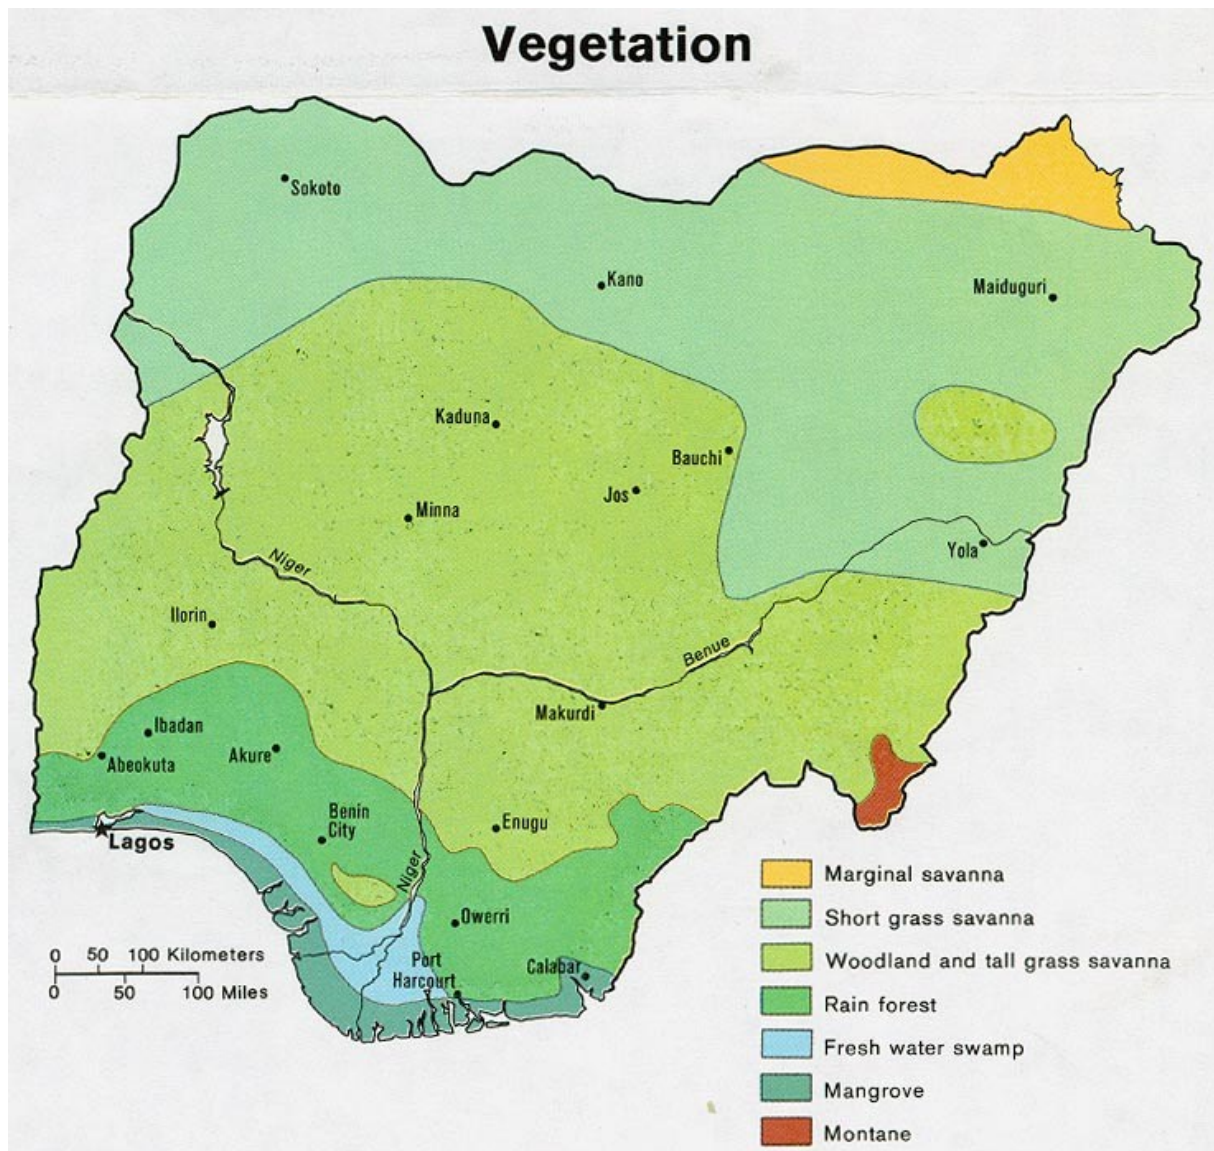 Vegetation
Sokoto
Kano
Maiduguri
Kaduna
Bauchi
Jos
Minna
Niger
Yola
Ilorin
Benue
Makurdi
Ibadan
Akure
Abeokuta
Benin
City
Enugu
Lagos
Niger
Owerri
Port
Harcourt
Calabar
0 50 100 Kilometers
0 50 100 Miles
Marginal savanna
Short grass savanna
Woodland and tall grass savanna
Rain forest
Fresh water swamp
Mangrove
Montane